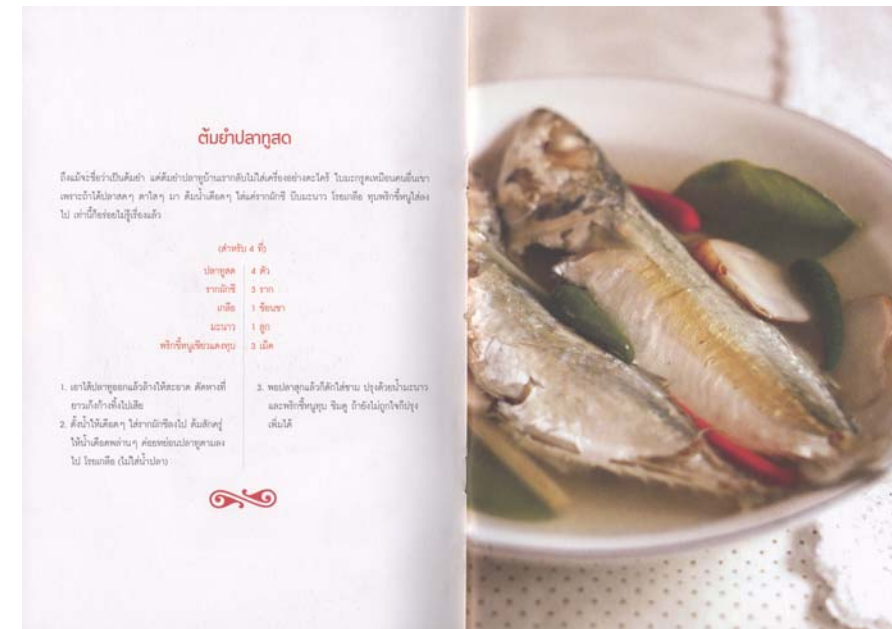 ต้มยำปลาทูสด
ถึงแม้จะชื่อว่าเป็นต้มยำ แต่ต้มยำปลาทูบ้านเรากลับไม่ใส่เครื่องอย่างตะไคร้ ใบมะกรูดเหมือนคนอื่นเขา
เพราะถ้าได้ปลาสดๆ ตาใสๆ มา ต้มน้ำเดือดๆ ใส่แค่รากผักชี บีบมะนาว โรยเกลือ ทุบพริกขี้หนูใส่ลง
ไป เท่านี้ก็อร่อยไม่รู้เรื่องแล้ว
(สำหรับ 4 ที่)
ปลาทูสด 4 ตัว
รากผักชี 3 ราก
เกลือ 1 ช้อนชา
มะนาว 1 ลูก
พริกขี้หนูเขียวแดงทุบ 3 เม็ด
1. เอาไส้ปลาทูออกแล้วล้างให้สะอาด ตัดหางที่
ยาวเก้งก้างทิ้งไปเสีย
2. ตั้งน้ำให้เดือดๆ ใส่รากผักชีลงไป ต้มสักครู่
ให้น้ำเดือดพล่านๆ ค่อยหย่อนปลาทูตามลง
ไป โรยเกลือ (ไม่ใส่น้ำปลา)
3. พอปลาสุกแล้วก็ตักใส่ชาม ปรุงด้วยน้ำมะนาว
และพริกขี้หนูทุบ ชิมดู ถ้ายังไม่ถูกใจก็ปรุง
เพิ่มได้